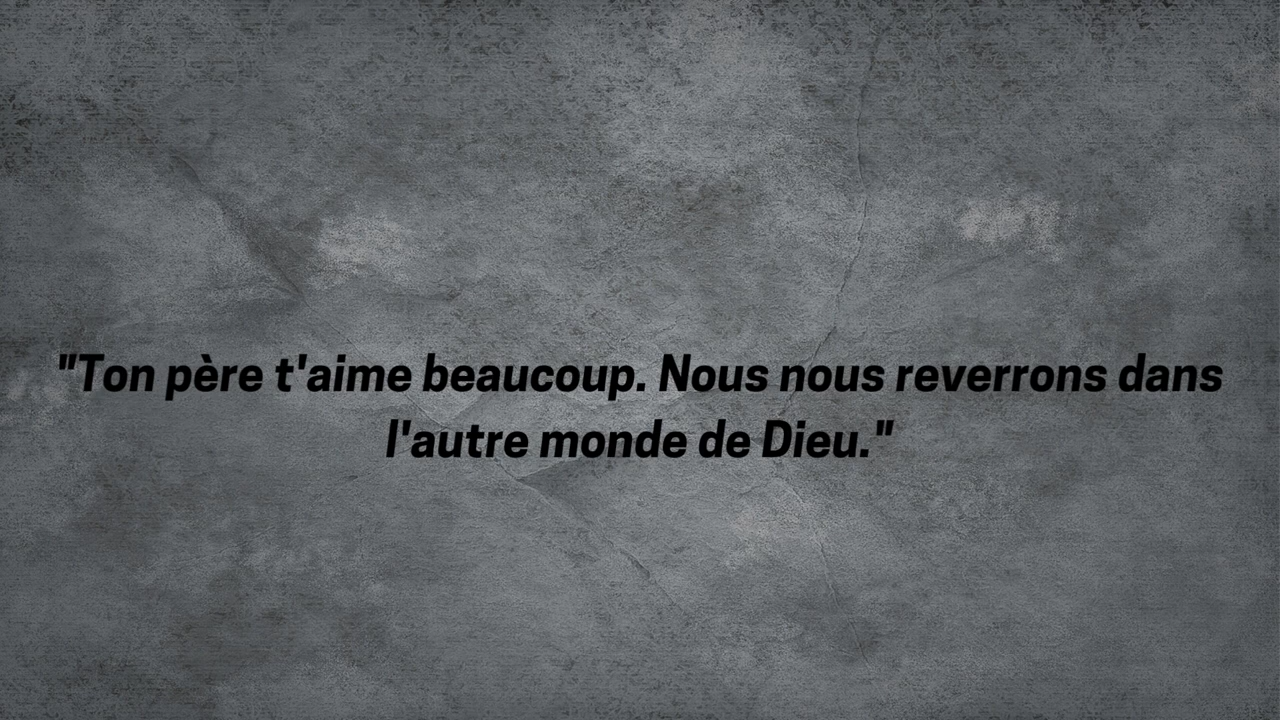 "Ton père t'aime beaucoup. Nous nous reverrons dans
l'autre monde de Dieu."